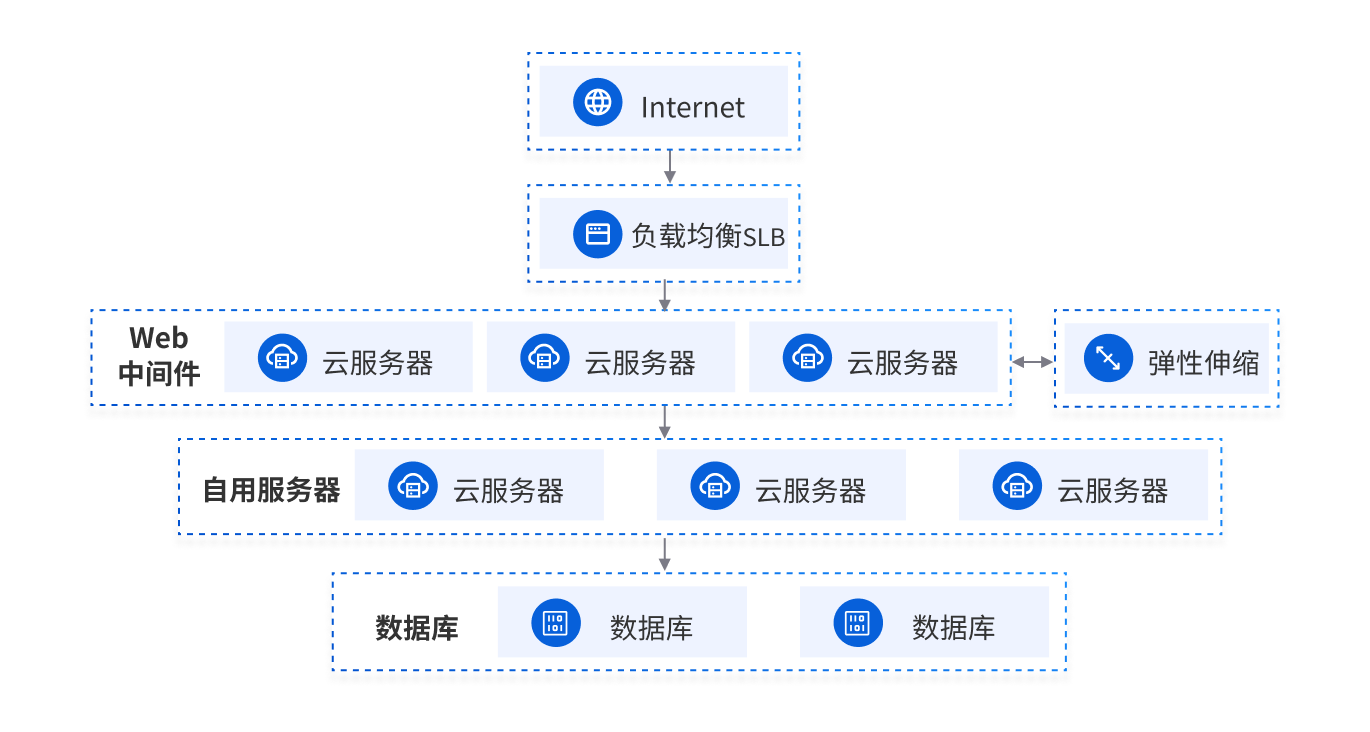 Internet
负载均衡SLB
Web
中间件
云服务器
云服务器
云服务器
弹性伸缩
自用服务器
云服务器
云服务器
云服务器
数据库
数据库
数据库